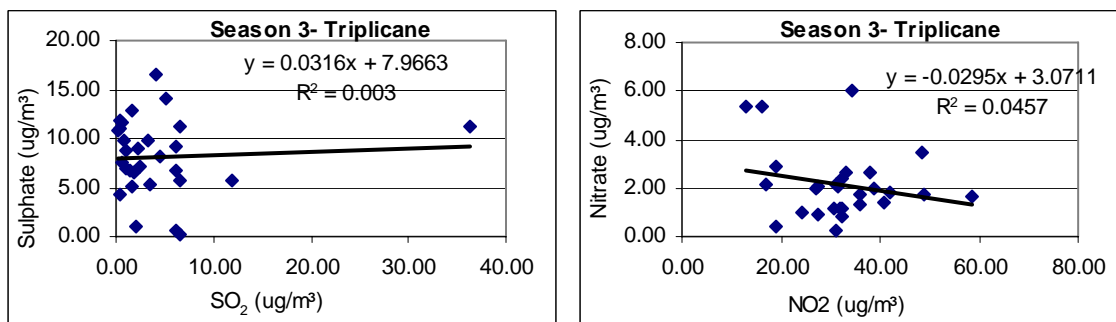 Season 3- Triplicane
y = 0.0316x + 7.9663
R² = 0.003
Sulphate (ug/m³)
20.00
15.00
10.00
5.00
0.00
0.00 10.00 20.00 30.00 40.00
SO₂ (ug/m³)
Season 3- Triplicane
y = -0.0295x + 3.0711
R² = 0.0457
Nitrate (ug/m³)
8.00
6.00
4.00
2.00
0.00
0.00 20.00 40.00 60.00 80.00
NO2 (ug/m³)